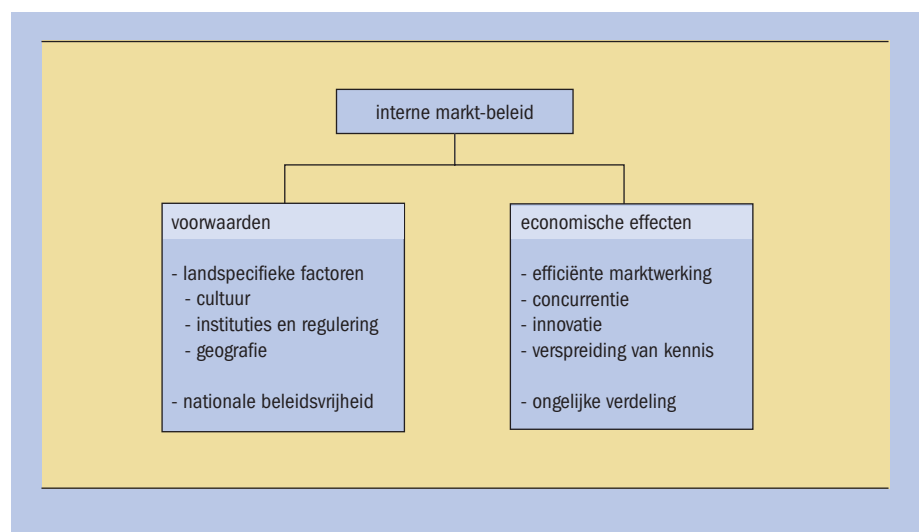 interne markt-beleid
voorwaarden
- landspecifieke factoren
- cultuur
- instituties en regulering
- geografie
- nationale beleidsvrijheid
economische effecten
- efficiënte marktwerking
- concurrentie
- innovatie
- verspreiding van kennis
- ongelijke verdeling